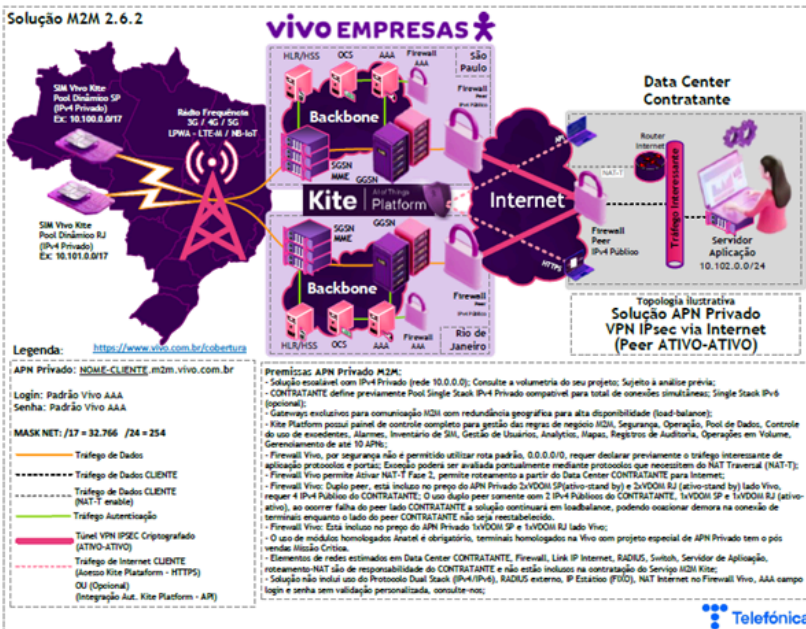 Solução M2M 2.6.2
VIVO EMPRESAS
SIM Vivo Kite
Pool Dinâmico SP
(IPv4 Privado)
Ex: 10.100.0.0/17
Rádio Frequência
3G / 4G / 5G
LPWA - LTE-M / NB-IoT
SIM Vivo Kite
Pool Dinâmico RJ
(IPv4 Privado)
Ex: 10.101.0.0/17
HLR/HSS
OCS
AAA
Firewall
AAA
São
Paulo
Backbone
Firewall
Peer
IPv4 Público
SGSN
MME
GGSN
Kite
AI of Things
Platform
SGSN
MME
GGSN
Backbone
Firewall
Peer
IPv4 Público
HLR/HSS
OCS
AAA
Firewall
AAA
Rio de
Janeiro
Internet
API
HTTPS
Data Center
Contratante
Router
Internet
NAT-T
Firewall
Peer
IPv4 Público
Tráfego Interessante
Servidor
Aplicação
10.102.0.0/24
Topologia ilustrativa
Solução APN Privado
VPN IPsec via Internet
(Peer ATIVO-ATIVO)
Legenda:
https://www.vivo.com.br/cobertura
APN Privado: NOME-CLIENTE.m2m.vivo.com.br
Login: Padrão Vivo AAA
Senha: Padrão Vivo AAA
MASK NET: /17 = 32.766 /24 = 254
Tráfego de Dados
Tráfego de Dados CLIENTE
Tráfego de Dados CLIENTE
(NAT-T enable)
Tráfego Autenticação
Túnel VPN IPSEC Criptografado
(ATIVO-ATIVO)
Tráfego de Internet CLIENTE
(Acesso Kite Plataform - HTTPS)
OU (Opcional)
(Integração Aut. Kite Platform - API)
Premissas APN Privado M2M:
- Solução escalável com IPv4 Privado (rede 10.0.0.0); Consulte a volumetria do seu projeto; Sujeito à análise prévia;
- CONTRATANTE define previamente Pool Single Stack IPv4 Privado compatível para total de conexões simultâneas; Single Stack IPv6
(opcional);
- Gateways exclusivos para comunicação M2M com redundância geográfica para alta disponibilidade (load-balance);
- Kite Platform possui painel de controle completo para gestão das regras de negócio M2M, Segurança, Operação, Pool de Dados, Controle
do uso de excedentes, Alarmes, Inventário de SIM, Gestão de Usuários, Analytics, Mapas, Registros de Auditoria, Operações em Volume,
Gerenciamento de até 10 APNs;
- Firewall Vivo, por segurança não é permitido utilizar rota padrão, 0.0.0.0/0, requer declarar previamente o tráfego interessante de
aplicação protocolos e portas; Exceção poderá ser avaliada pontualmente mediante protocolos que necessitem do NAT Traversal (NAT-T);
- Firewall Vivo permite Ativar NAT-T Fase 2, permite roteamento a partir do Data Center CONTRATANTE para Internet;
- Firewall Vivo: Duplo peer, está incluso no preço do APN Privado 2xVDOM SP(ativo-stand by) e 2xVDOM RJ (ativo-stand by) lado Vivo,
requer 4 IPv4 Público do CONTRATANTE; O uso duplo peer somente com 2 IPv4 Públicos do CONTRATANTE, 1xVDOM SP e 1xVDOM RJ (ativo-
ativo), ao ocorrer falha do peer lado CONTRATANTE a solução continuará em loadbalance, podendo ocasionar demora na conexão de
terminais enquanto o lado do peer CONTRATANTE não seja reestabelecido.
- Firewall Vivo: Está incluso no preço do APN Privado 1xVDOM SP e 1xVDOM RJ lado Vivo;
- O uso de módulos homologados Anatel é obrigatório, terminais homologados na Vivo com projeto especial de APN Privado tem o pós
vendas Missão Crítica.
- Elementos de redes estimados em Data Center CONTRATANTE, Firewall, Link IP Internet, RADIUS, Switch, Servidor de Aplicação,
roteamento-NAT são de responsabilidade do CONTRATANTE e não estão inclusos na contratação do Serviço M2M Kite;
- Solução não inclui uso do Protocolo Dual Stack (IPv4/IPv6), RADIUS externo, IP Estático (FIXO), NAT Internet no Firewall Vivo, AAA campo
login e senha sem validação personalizada, consulte-nos;
Telefónica